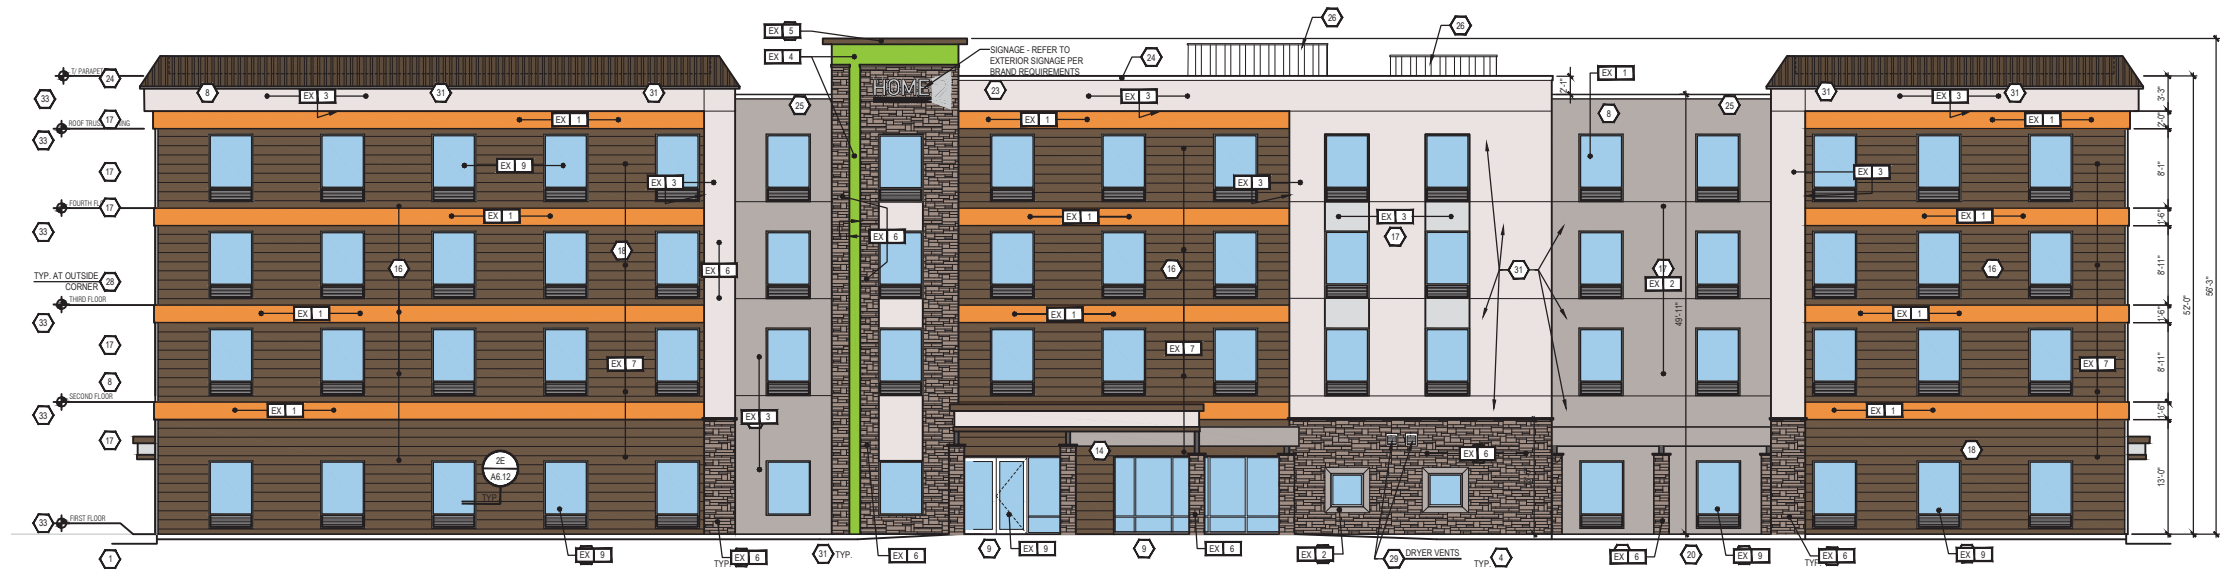 EX 5
26
26
EX 4
SIGNAGE - REFER TO
EXTERIOR SIGNAGE PER
BRAND REQUIREMENTS
24
EX 1
T/ PARAPET
24
33
8
EX 3
31
31
HOME
23
EX 3
2'-1"
25
25
8
31
EX 3
31
3'-3"
17
EX 1
EX 1
EX 1
2'-0"
ROOF TRUSS BEARING
33
17
EX 9
EX 3
EX 3
EX 3
8'-1"
FOURTH FL
17
33
EX 1
EX 1
EX 3
EX 1
1'-6"
EX 6
17
18
16
EX 6
16
31
17
EX 2
16
8'-11"
52'-0"
56'-3"
TYP. AT OUTSIDE
CORNER
28
THIRD FLOOR
33
EX 1
EX 1
49'-11"
EX 1
1'-6"
17
EX 7
EX 7
EX 7
8'-11"
8
SECOND FLOOR
33
EX 1
EX 3
EX 1
1'-6"
17
2E
A6.12
TYP.
14
EX 6
18
13'-0"
FIRST FLOOR
33
1
EX 9
TYP.
EX 6
31
TYP.
EX 6
9
EX 9
9
EX 6
EX 2
29
DRYER VENTS
TYP.
4
EX 6
20
EX 9
TYP.
EX 6
EX 9